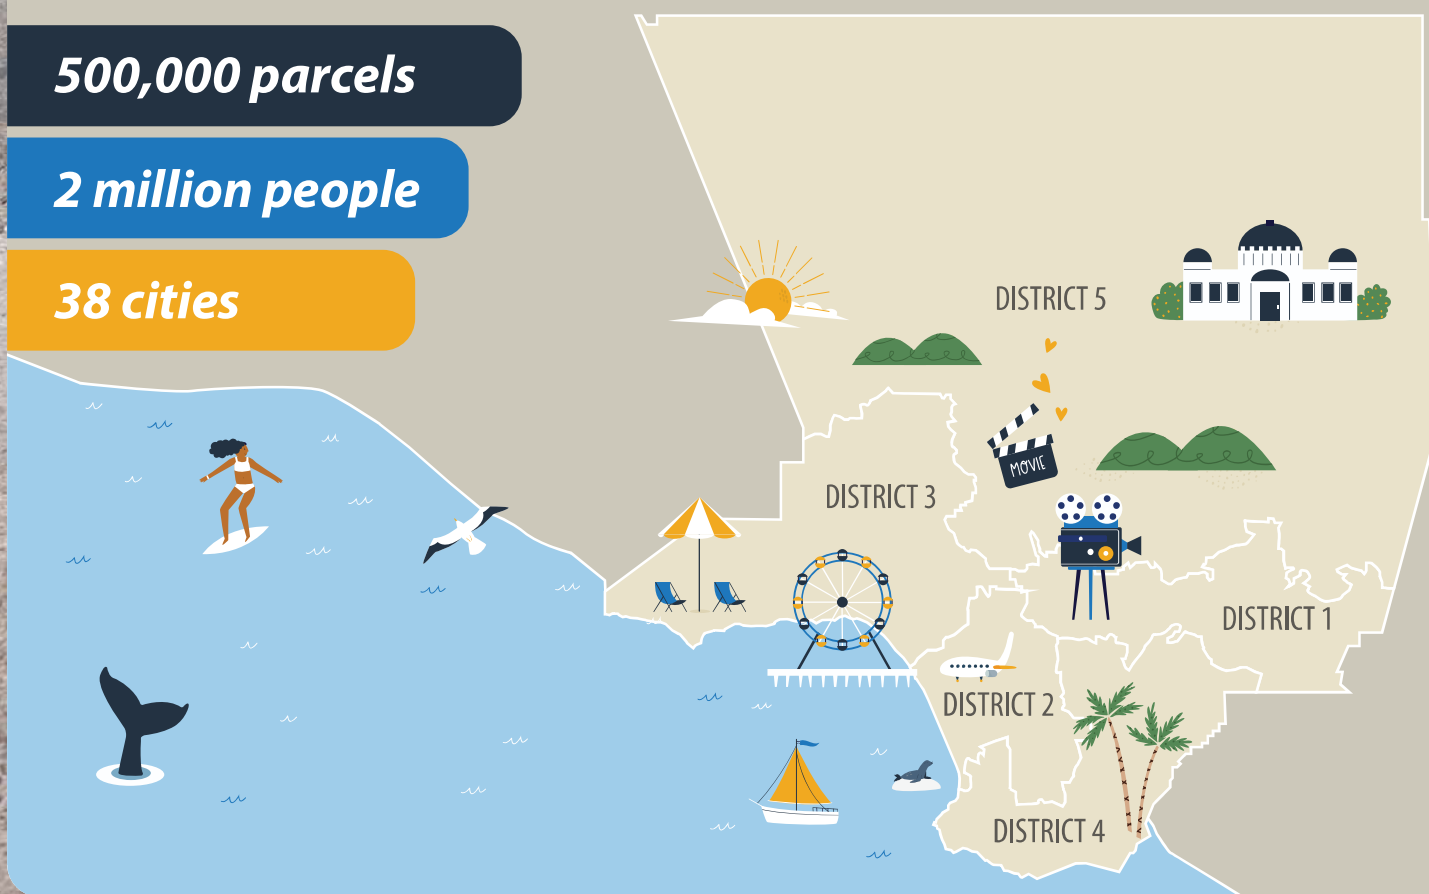 500,000 parcels
2 million people
38 cities
DISTRICT 5
MOVIE
DISTRICT 3
DISTRICT 1
DISTRICT 2
DISTRICT 4